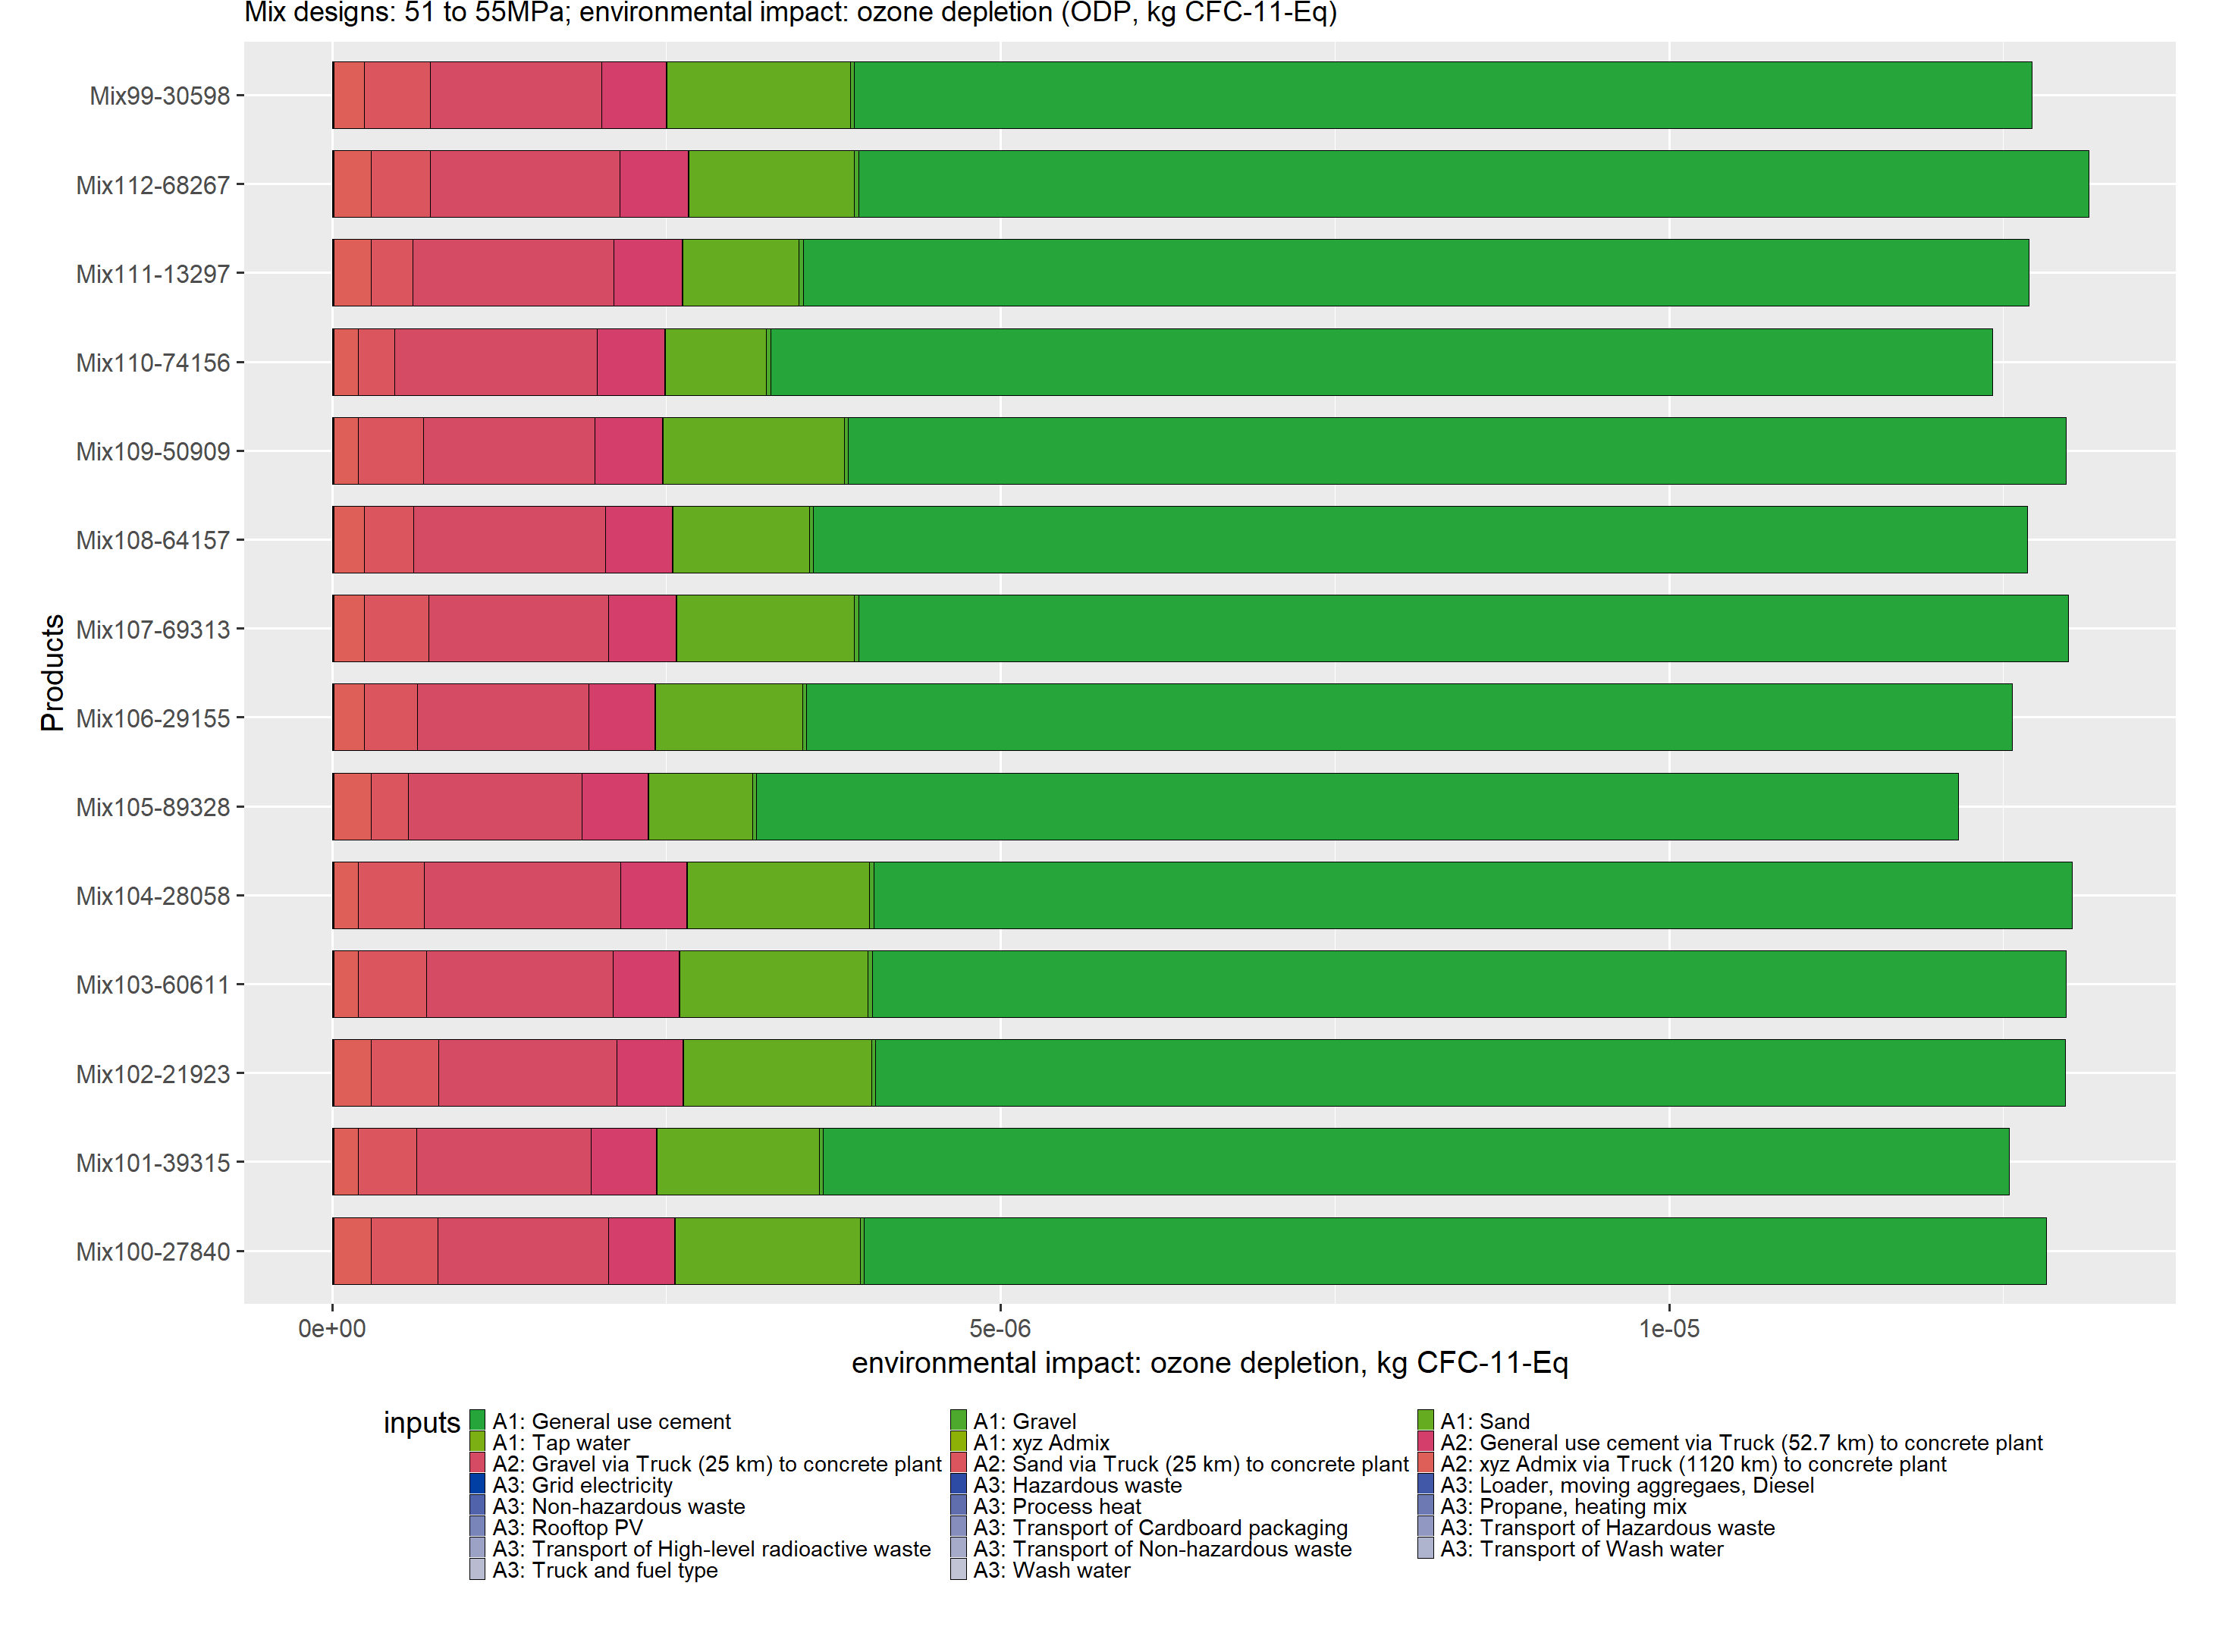 Mix designs: 51 to 55MPa; environmental impact: ozone depletion (ODP, kg CFC-11-Eq)
Products
Mix99-30598
Mix112-68267
Mix111-13297
Mix110-74156
Mix109-50909
Mix108-64157
Mix107-69313
Mix106-29155
Mix105-89328
Mix104-28058
Mix103-60611
Mix102-21923
Mix101-39315
Mix100-27840
0e+00 5e-06 1e-05
environmental impact: ozone depletion, kg CFC-11-Eq
inputs
A1: General use cement A1: Gravel A1: Sand
A1: Tap water A1: xyz Admix A2: General use cement via Truck (52.7 km) to concrete plant
A2: Gravel via Truck (25 km) to concrete plant A2: Sand via Truck (25 km) to concrete plant A2: xyz Admix via Truck (1120 km) to concrete plant
A3: Grid electricity A3: Hazardous waste A3: Loader, moving aggregaes, Diesel
A3: Non-hazardous waste A3: Process heat A3: Propane, heating mix
A3: Rooftop PV A3: Transport of Cardboard packaging A3: Transport of Hazardous waste
A3: Transport of High-level radioactive waste A3: Transport of Non-hazardous waste A3: Transport of Wash water
A3: Truck and fuel type A3: Wash water